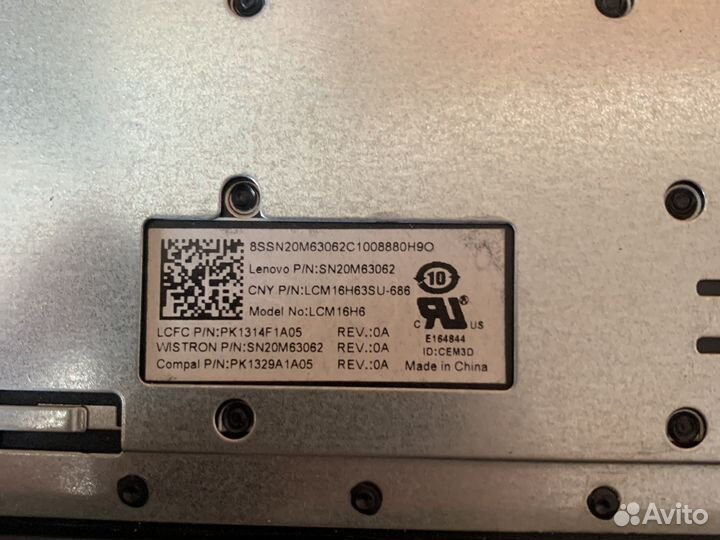 8SSN20M63062C1008880H9O
Lenovo P/N:SN20M63062
CNY P/N:LCM16H63SU-686
Model No:LCM16H6
LCFC P/N:PK1314F1A05 REV.:0A
WISTRON P/N:SN20M63062 REV.:0A
Compal P/N:PK1329A1A05 REV.:0A
10
C US
E164844
ID:CEM3D
Made in China
Avito